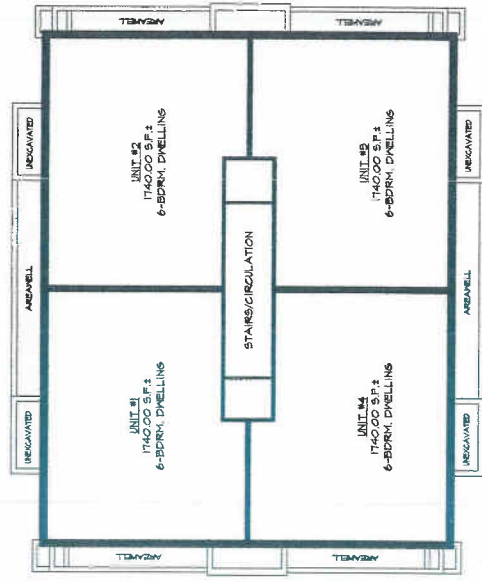 AREAWELL
AREAWELL
UNEXCAVATED
AREAWELL
UNEXCAVATED
UNIT #1
1740.00 S.F.±
6-BDRM. DWELLING
UNIT #2
1740.00 S.F.±
6-BDRM. DWELLING
STAIRS/CIRCULATION
UNIT #4
1740.00 S.F.±
6-BDRM. DWELLING
UNIT #3
1740.00 S.F.±
6-BDRM. DWELLING
UNEXCAVATED
AREAWELL
UNEXCAVATED
AREAWELL
AREAWELL